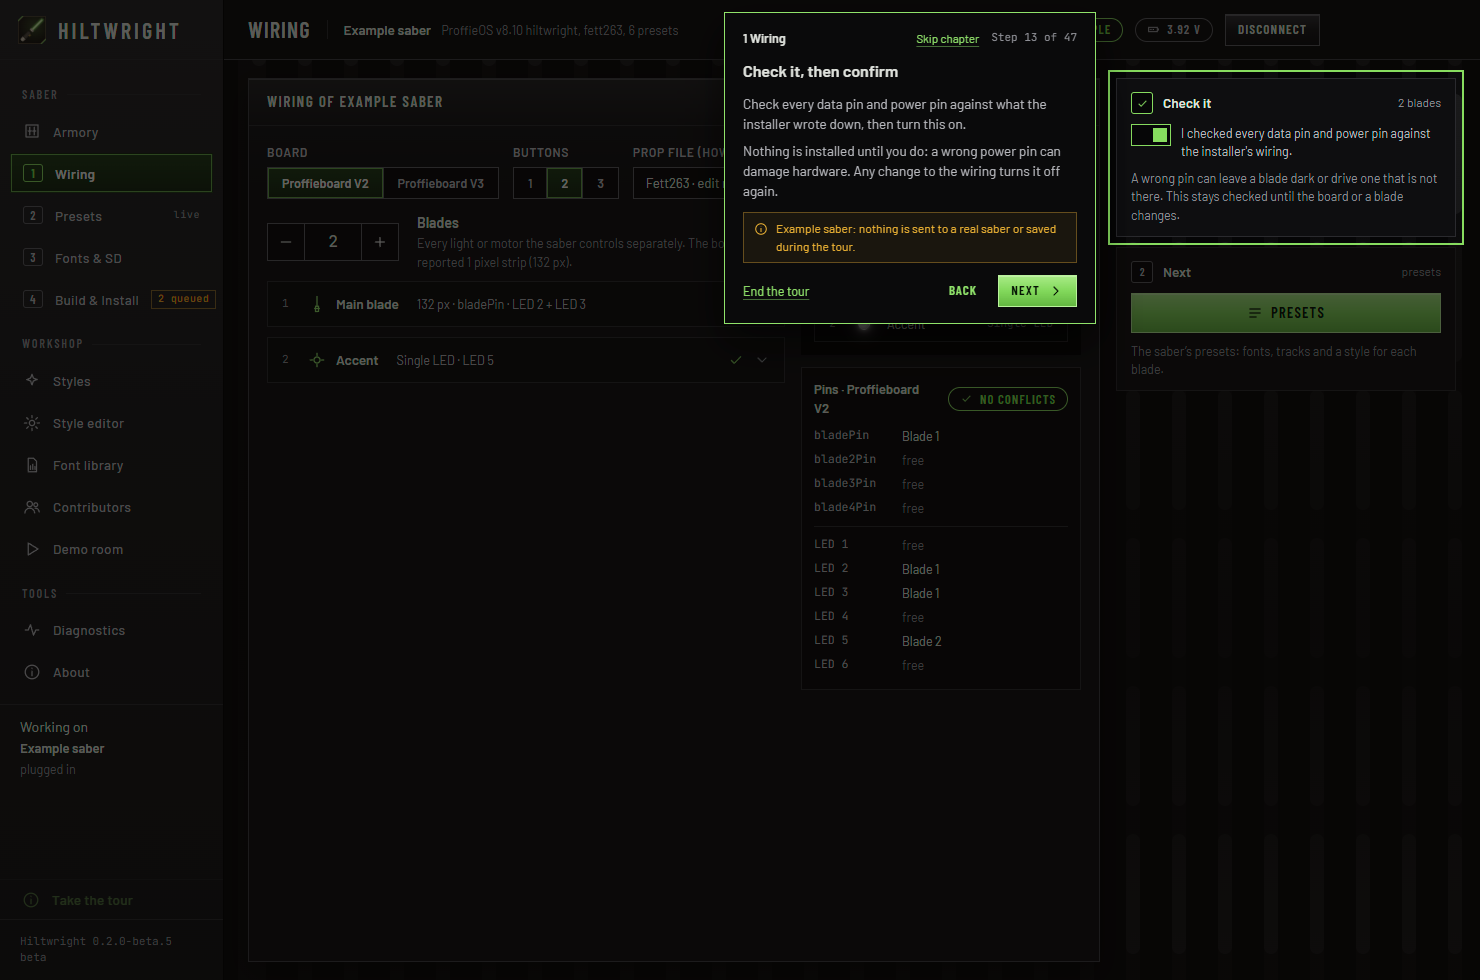 HILTWRIGHT
SABER
Armory
1 Wiring
2 Presets live
3 Fonts & SD
4 Build & Install 2 queued
WORKSHOP
Styles
Style editor
Font library
Contributors
Demo room
TOOLS
Diagnostics
About
Working on
Example saber
plugged in
Take the tour
Hiltwright 0.2.0-beta.5
beta
WIRING
Example saber ProffieOS v8.10 hiltwright, fett263, 6 presets
3.92 V
DISCONNECT
WIRING OF EXAMPLE SABER
BOARD
Proffieboard V2 Proffieboard V3
BUTTONS
1 2 3
PROP FILE (HOW
Fett263 · edit
− 2 +
Blades
Every light or motor the saber controls separately. The bo
reported 1 pixel strip (132 px).
1 Main blade 132 px · bladePin · LED 2 + LED 3
2 Accent Single LED · LED 5
1 Wiring Skip chapter Step 13 of 47
Check it, then confirm
Check every data pin and power pin against what the
installer wrote down, then turn this on.
Nothing is installed until you do: a wrong power pin can
damage hardware. Any change to the wiring turns it off
again.
Example saber: nothing is sent to a real saber or saved
during the tour.
End the tour BACK NEXT
Accent
Pins · Proffieboard
V2
NO CONFLICTS
bladePin Blade 1
blade2Pin free
blade3Pin free
blade4Pin free
LED 1 free
LED 2 Blade 1
LED 3 Blade 1
LED 4 free
LED 5 Blade 2
LED 6 free
Check it 2 blades
I checked every data pin and power pin against
the installer's wiring.
A wrong pin can leave a blade dark or drive one that is not
there. This stays checked until the board or a blade
changes.
2 Next presets
PRESETS
The saber's presets: fonts, tracks and a style for each
blade.